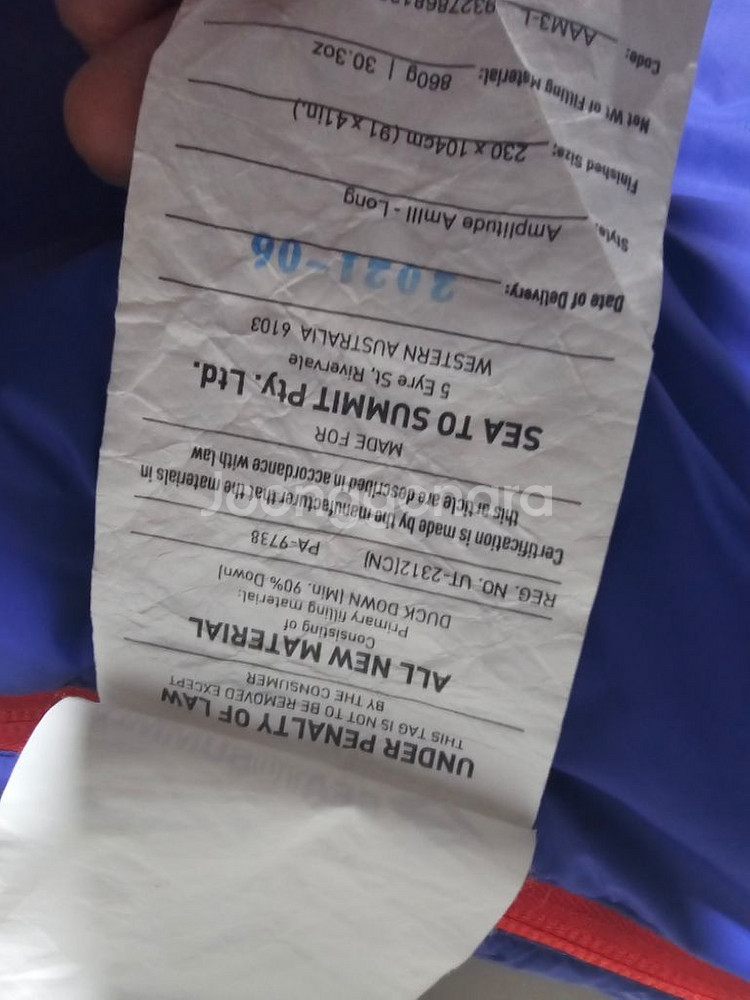 UNDER PENALTY OF LAW
THIS TAG IS NOT TO BE REMOVED EXCEPT
BY THE CONSUMER
ALL NEW MATERIAL
Consisting of
Primary filling material:
DUCK DOWN (Min. 90% Down)
REG. NO. UT-2312(CN) PA-9738
Certification is made by the manufacturer that the materials in
this article are described in accordance with law
MADE FOR
SEA TO SUMMIT Pty. Ltd.
5 Eyre St, Rivervale
WESTERN AUSTRALIA 6103
Date of Delivery: 2021-06
Style: Amplitude AmIII - Long
Finished Size: 230 x 104cm (91 x 41in.)
Net Wt of Filling Material: 860g | 30.3oz
Code: AAM3-L
Joonggonara